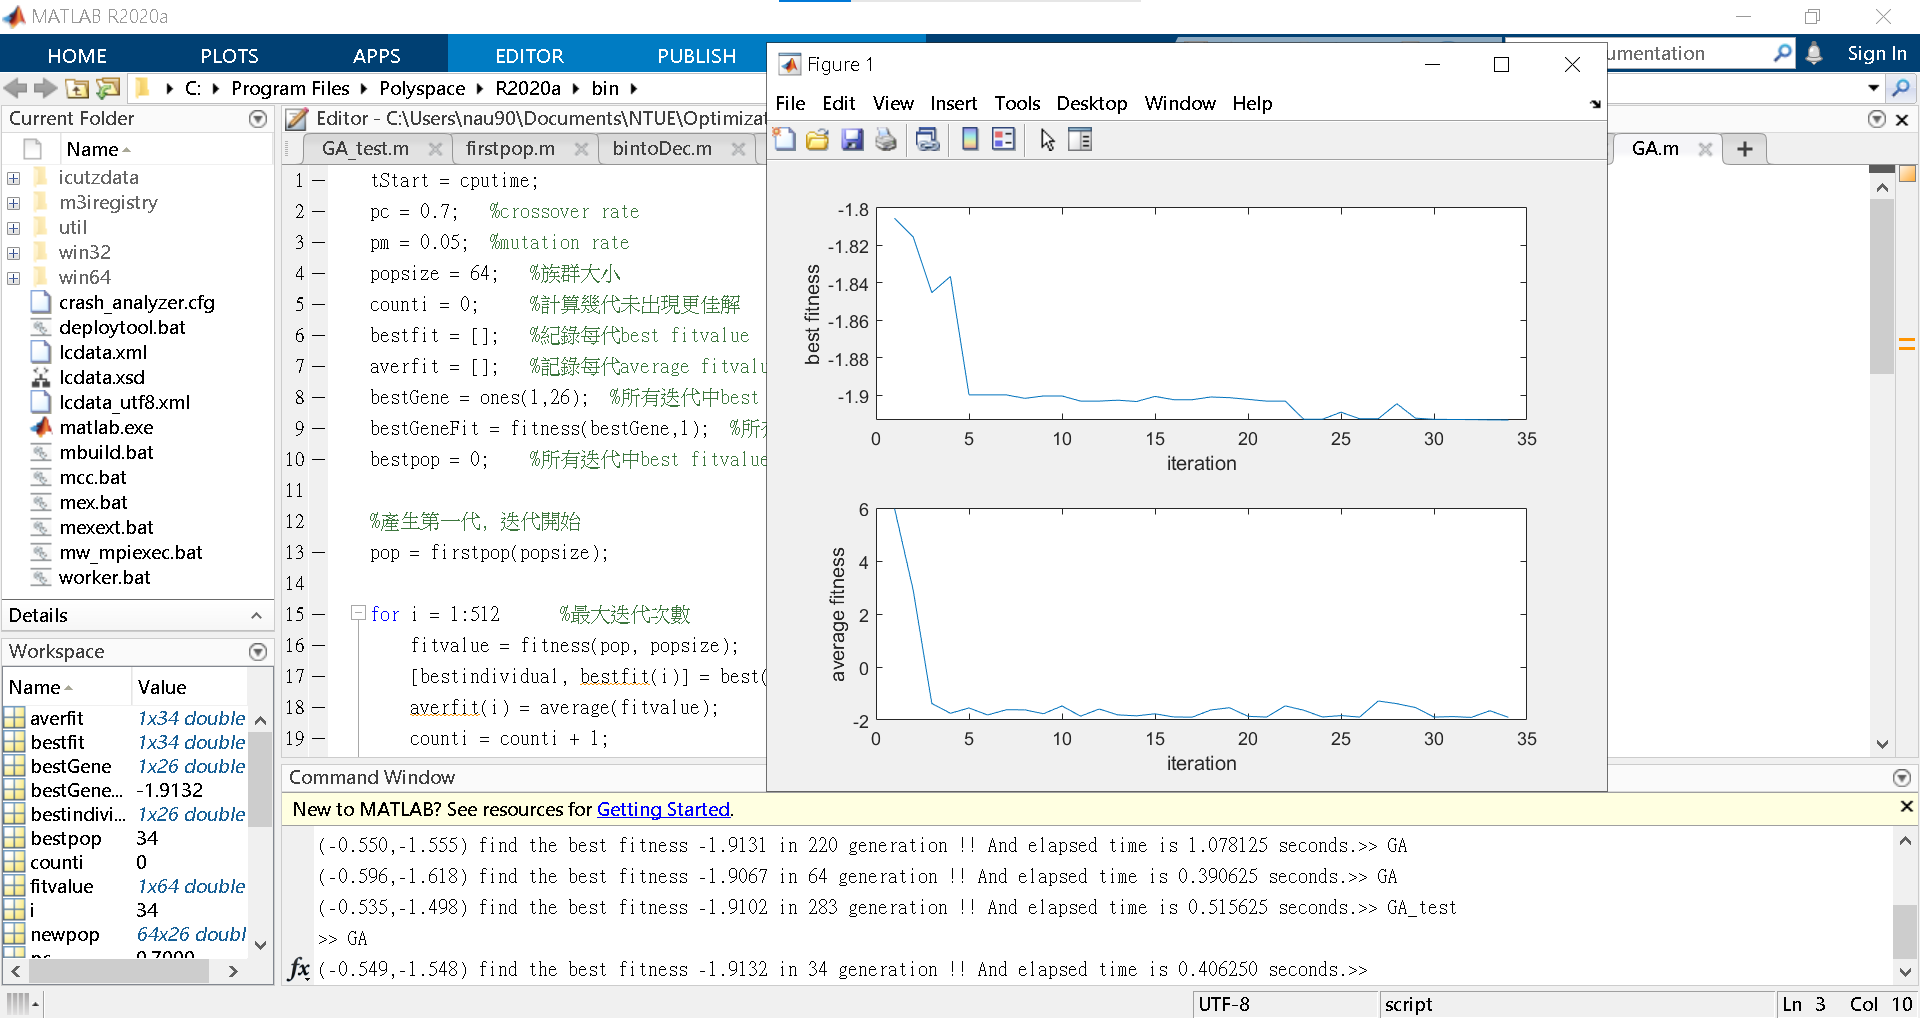 MATLAB R2020a
HOME PLOTS APPS EDITOR PUBLISH
umentation
Sign In
C: Program Files Polyspace R2020a bin
Current Folder
Name
icutzdata
m3iregistry
util
win32
win64
crash_analyzer.cfg
deploytool.bat
lcdata.xml
lcdata.xsd
lcdata_utf8.xml
matlab.exe
mbuild.bat
mcc.bat
mex.bat
mexext.bat
mw_mpiexec.bat
worker.bat
Details
Workspace
Name Value
averfit 1x34 double
bestfit 1x34 double
bestGene 1x26 double
bestGene... -1.9132
bestindivi... 1x26 double
bestpop 34
counti 0
fitvalue 1x64 double
i 34
newpop 64x26 doubl
pc 0.7000
Editor - C:\Users\nau90\Documents\NTUE\Optimizat
GA_test.m firstpop.m bintoDec.m GA.m
1 tStart = cputime;
2 pc = 0.7; %crossover rate
3 pm = 0.05; %mutation rate
4 popsize = 64; %族群大小
5 counti = 0; %計算幾代未出現更佳解
6 bestfit = []; %紀錄每代best fitvalue
7 averfit = []; %記錄每代average fitvalu
8 bestGene = ones(1,26); %所有迭代中best
9 bestGeneFit = fitness(bestGene,1); %所有
10 bestpop = 0; %所有迭代中best fitvalue
11
12 %產生第一代, 迭代開始
13 pop = firstpop(popsize);
14
15 for i = 1:512 %最大迭代次數
16 fitvalue = fitness(pop, popsize);
17 [bestindividual, bestfit(i)] = best(
18 averfit(i) = average(fitvalue);
19 counti = counti + 1;
Figure 1
File Edit View Insert Tools Desktop Window Help
best fitness
-1.8
-1.82
-1.84
-1.86
-1.88
-1.9
0 5 10 15 20 25 30 35
iteration
average fitness
6
4
2
0
-2
0 5 10 15 20 25 30 35
iteration
Command Window
New to MATLAB? See resources for Getting Started.
(-0.550,-1.555) find the best fitness -1.9131 in 220 generation !! And elapsed time is 1.078125 seconds.>> GA
(-0.596,-1.618) find the best fitness -1.9067 in 64 generation !! And elapsed time is 0.390625 seconds.>> GA
(-0.535,-1.498) find the best fitness -1.9102 in 283 generation !! And elapsed time is 0.515625 seconds.>> GA_test
>> GA
fx (-0.549,-1.548) find the best fitness -1.9132 in 34 generation !! And elapsed time is 0.406250 seconds.>>
UTF-8 script Ln 3 Col 10